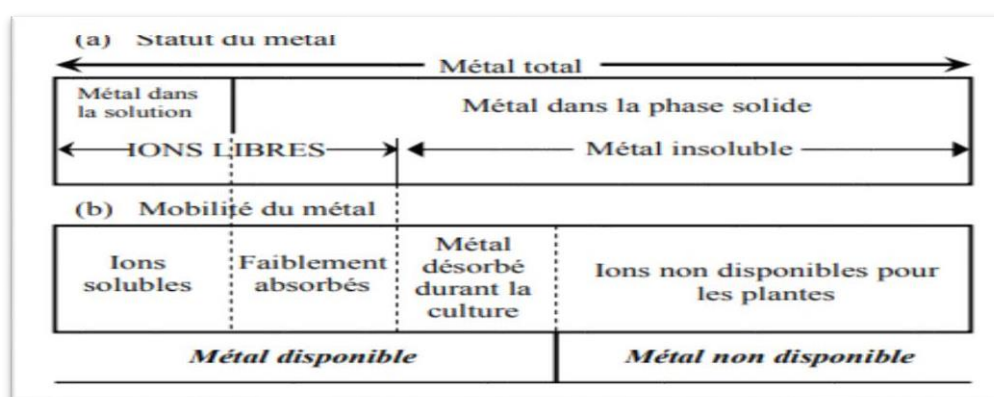 (a) Statut du metal
Métal total
Métal dans
la solution
Métal dans la phase solide
IONS LIBRES
Métal insoluble
(b) Mobilité du métal
Ions
solubles
Faiblement
absorbés
Métal
désorbé
durant la
culture
Ions non disponibles pour
les plantes
Métal disponible
Métal non disponible